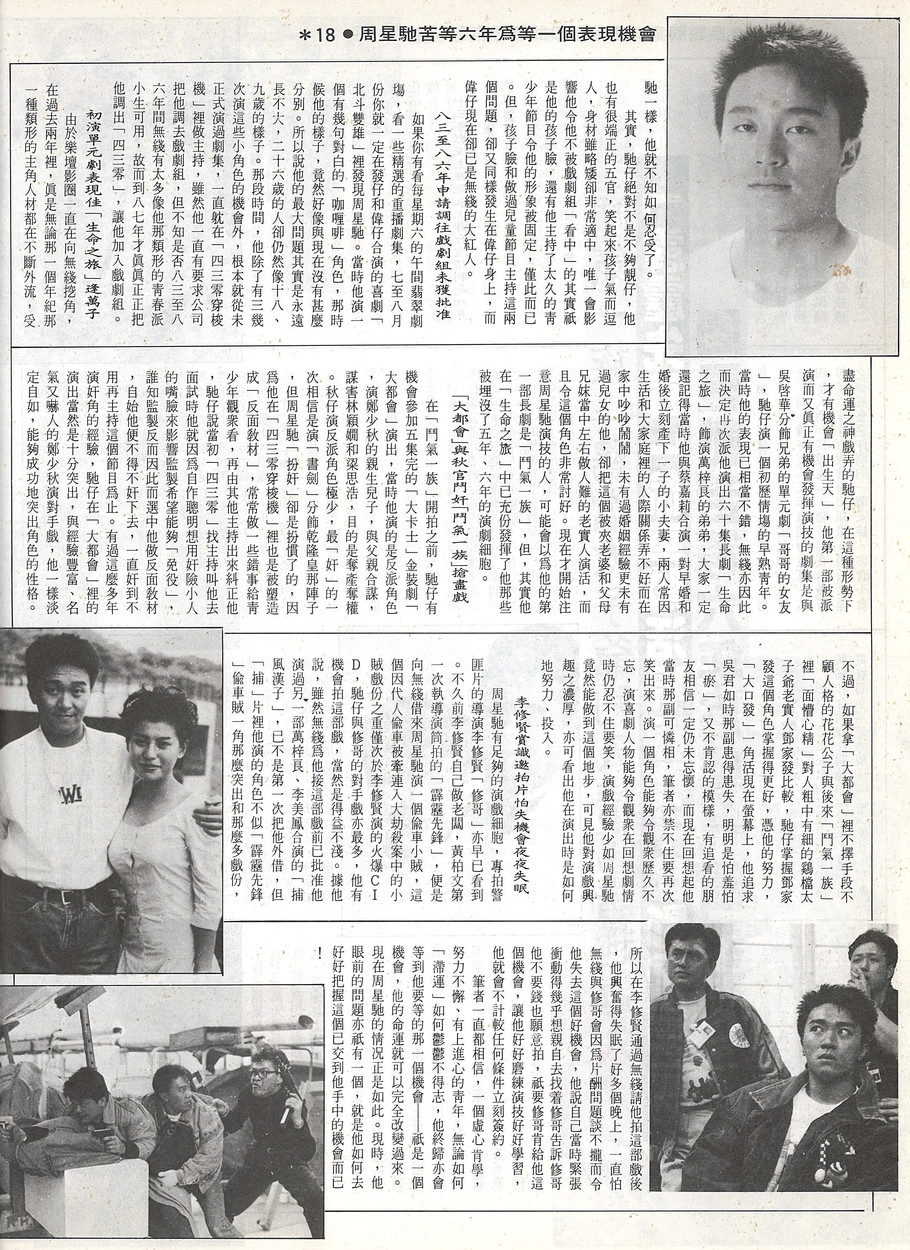 ＊18●周星馳苦等六年爲等一個表現機會
馳一樣，他就不知如何忍受了。
其實，馳仔絕對不是不夠靚仔，他
也有很端正的五官，笑起來孩子氣而逗
人，身材雖略矮卻非常適中，唯一會影
響他令他不被戲劇組「看中」的其實祇
是他的孩子臉，還有他主持了太久的靑
少年節目令他的形象被固定，僅此而已
。但，孩子臉和做過兒童節目主持這兩
個問題，卻又同樣發生在偉仔身上，而
偉仔現在卻已是無綫的大紅人。
八三至八六年申請調往戲劇組未獲批准
如果你有看每星期六的午間翡翠劇
場，看一些精選的重播劇集，七至八月
份你就一定在發仔和偉仔合演的喜劇「
北斗雙雄」裡發現周星馳。當時他演一
個有幾句對白的「咖喱啡」角色，那時
候他的樣子，竟然好像與現在沒有甚麼
分別。所以說他的最大問題其實是永遠
長不大，二十六歲的人卻仍然像十八、
九歲的樣子。那段時間，他除了有三幾
次演這些小角色的機會外，根本就從未
正式演過劇集，一直躭在「四三零穿梭
機」裡做主持，雖然他一直有要求公司
把他調去戲劇組，但不知是否八三至八
六年間無綫有太多像他那類形的靑春派
小生可用，故而到八七年才買買正正把
他調出「四三零」，讓他加入戲劇組。
初演單元劇表現佳「生命之旅」逢萬子
由於樂壇影圈一直在向無綫挖角，
在過去兩年裡，眞是無論那一個年紀那
一種類形的主角人材都在不斷外流，受
盡命運之神戲弄的馳仔，在這種形勢下
，才有機會「出生天」，他第一部被派
演而又眞正有機會發揮演技的劇集是與
吳啓華分飾兄弟的單元劇「哥哥的女友
」，馳仔演一個初歷情塲的早熟靑年。
當時他的表現已相當不錯，無綫亦因此
而決定再次派他演出六十集長劇「生命
之旅」，飾演萬梓良的弟弟，大家一定
還記得當時他與蔡嘉莉合演一對早婚和
婚後立刻產下一子的小夫妻，兩人常因
生活和大家庭裡的人際關係弄不好而在
家中吵吵鬧鬧，未有過婚姻經驗更未有
過兒女的他，卻把這個被夾老婆和父母
兄妹當中左右做人難的老實人演活，而
且令這個角色非常討好。現在才開始注
意周星馳演技的人，可能會以爲他的第
一部長劇是「鬥氣一族」，但，其實他
在「生命之旅」中已充份發揮了他那些
被埋沒了五年、六年的演劇細胞。
「大都會」與秋官鬥奸「鬥氣一族」搶盡戲
在「鬥氣一族」開拍之前，馳仔有
機會參加五集完的「大卡士」金裝劇「
大都會」演出，當時他演的是反派角色
，演鄭少秋的親生兒子，與父親合謀，
謀害林穎嫻和梁思浩，目的是奪產奪權
。秋仔演反派角色極少，最「奸」的一
次相信是演「書劍」分飾乾隆皇那陣子
，但周星馳「扮奸」卻是扮慣了的，因
爲他在「四三零穿梭機」裡也是被塑造
成「反面敎材」，常常做一些錯事給靑
少年觀衆看，再由其他主持出來糾正他
。馳仔說當初「四三零」找主持叫他去
面試時他就因爲自作聰明想用奸險小人
的嘴臉來影響監製希望能夠「免役」，
誰知監製反而因此而選中他做反面敎材
，自始他便不得不奸下去，一直奸到不
用再主持這個節目爲止。有過這麼多年
演奸角的經驗，馳仔在「大都會」裡的
演出當然是十分突出，與經驗豐富、名
氣又嚇人的鄭少秋演對手戲，他一樣淡
定自如，能夠成功地突出角色的性格。
不過，如果拿「大都會」裡不擇手段不
顧人格的花花公子與後來「鬥氣一族」
裡「面懵心精」對人粗中有細的鷄檔太
子爺老實人鄧家發比較，馳仔掌握鄧家
發這個角色掌握得更好，憑他的努力，
「大口發」一角活現在螢幕上，他追求
吳君如時那副患得患失，明明是怕羞怕
「瘀」，又不肯認的模樣，有追看的朋
友相信一定仍未忘懷，而現在回想起他
當時那副可憐相，筆者亦禁不住要再次
笑出來。演一個角色能夠令觀衆歷久不
忘，演喜劇人物能夠令觀衆在回想劇情
時仍忍不住要笑，演戲經驗少如周星馳
竟然能做到這個地步，可見他對演戲興
趣之濃厚，亦可看出他在演出時是如何
地努力、投入。
李修賢賞識邀拍片怕失機會夜夜失眠
周星馳有足夠的演戲細胞，專拍警
匪片的導演李修賢「修哥」亦早已看到
。不久前李修賢自己做老闆，黃柏文第
一次執導演筒拍的「霹靂先鋒」，便是
向無綫借來周星馳演一個偸車小賊，這
個因代人偸車被牽連入大劫殺案中的小
賊戲份之重僅次於李修賢演的火爆CI
D，馳仔與修哥的對手戲亦最多，他有
機會拍這部戲，當然是得益不淺。據他
說，雖然無綫爲他接這部戲前已批准他
演過另一部萬梓良、李美鳳合演的「捕
風漢子」，已不是第一次把他外借，但
「捕」片裡他演的角色不似「霹靂先鋒
」偸車賊一角那麼突出和那麼多戲份，
所以在李修賢通過無綫請他拍這部戲後
，他興奮得失眠了好多個晚上，一直怕
無綫與修哥會因爲片酬問題談不攏而令
他失去這個好機會，他說自己當時緊張
衝動得幾乎想親自去找着修哥告訴修哥
他不要錢也願意拍，祇要修哥肯給他這
個機會，讓他好好磨練演技好好學習，
他就會不計較任何條件立刻簽約。
筆者一直都相信，一個虛心肯學，
努力不懈、有上進心的靑年，無論如何
「滯運」如何鬱鬱不得志，他終歸亦會
等到他要等的那一個機會——祇是一個
機會，他的命運就可以完全改變過來。
現在周星馳的情況正是如此。現時，他
眼前的問題亦祇有一個，就是他如何去
好好把握這個已交到他手中的機會而已
！